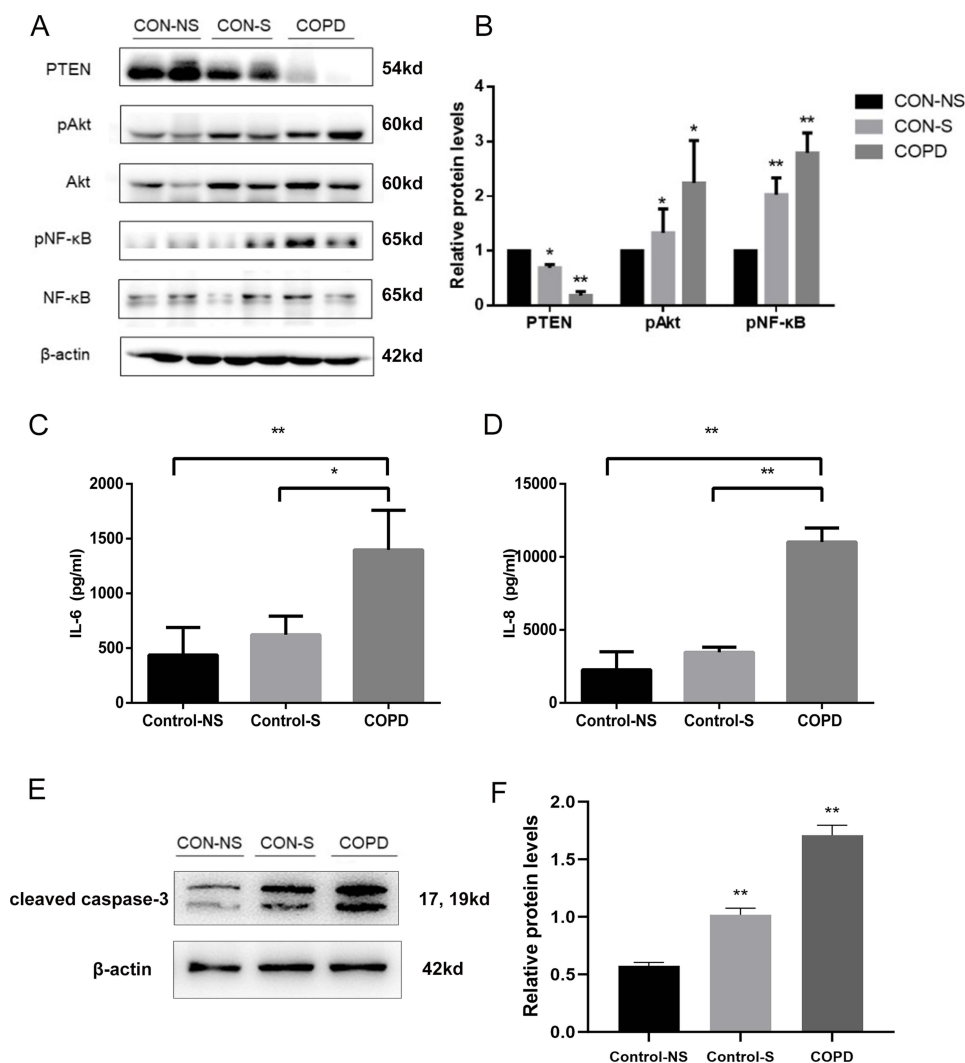 A
CON-NS CON-S COPD
PTEN 54kd
pAkt 60kd
Akt 60kd
pNF-κB 65kd
NF-κB 65kd
β-actin 42kd
B
Relative protein levels
4
3
2
1
0
* ** * * ** **
PTEN pAkt pNF-κB
CON-NS
CON-S
COPD
C
**
*
IL-6 (pg/ml)
2000
1500
1000
500
0
Control-NS Control-S COPD
D
**
**
IL-8 (pg/ml)
15000
10000
5000
0
Control-NS Control-S COPD
E
CON-NS CON-S COPD
cleaved caspase-3 17, 19kd
β-actin 42kd
F
Relative protein levels
2.0
1.5
1.0
0.5
0.0
** **
Control-NS Control-S COPD